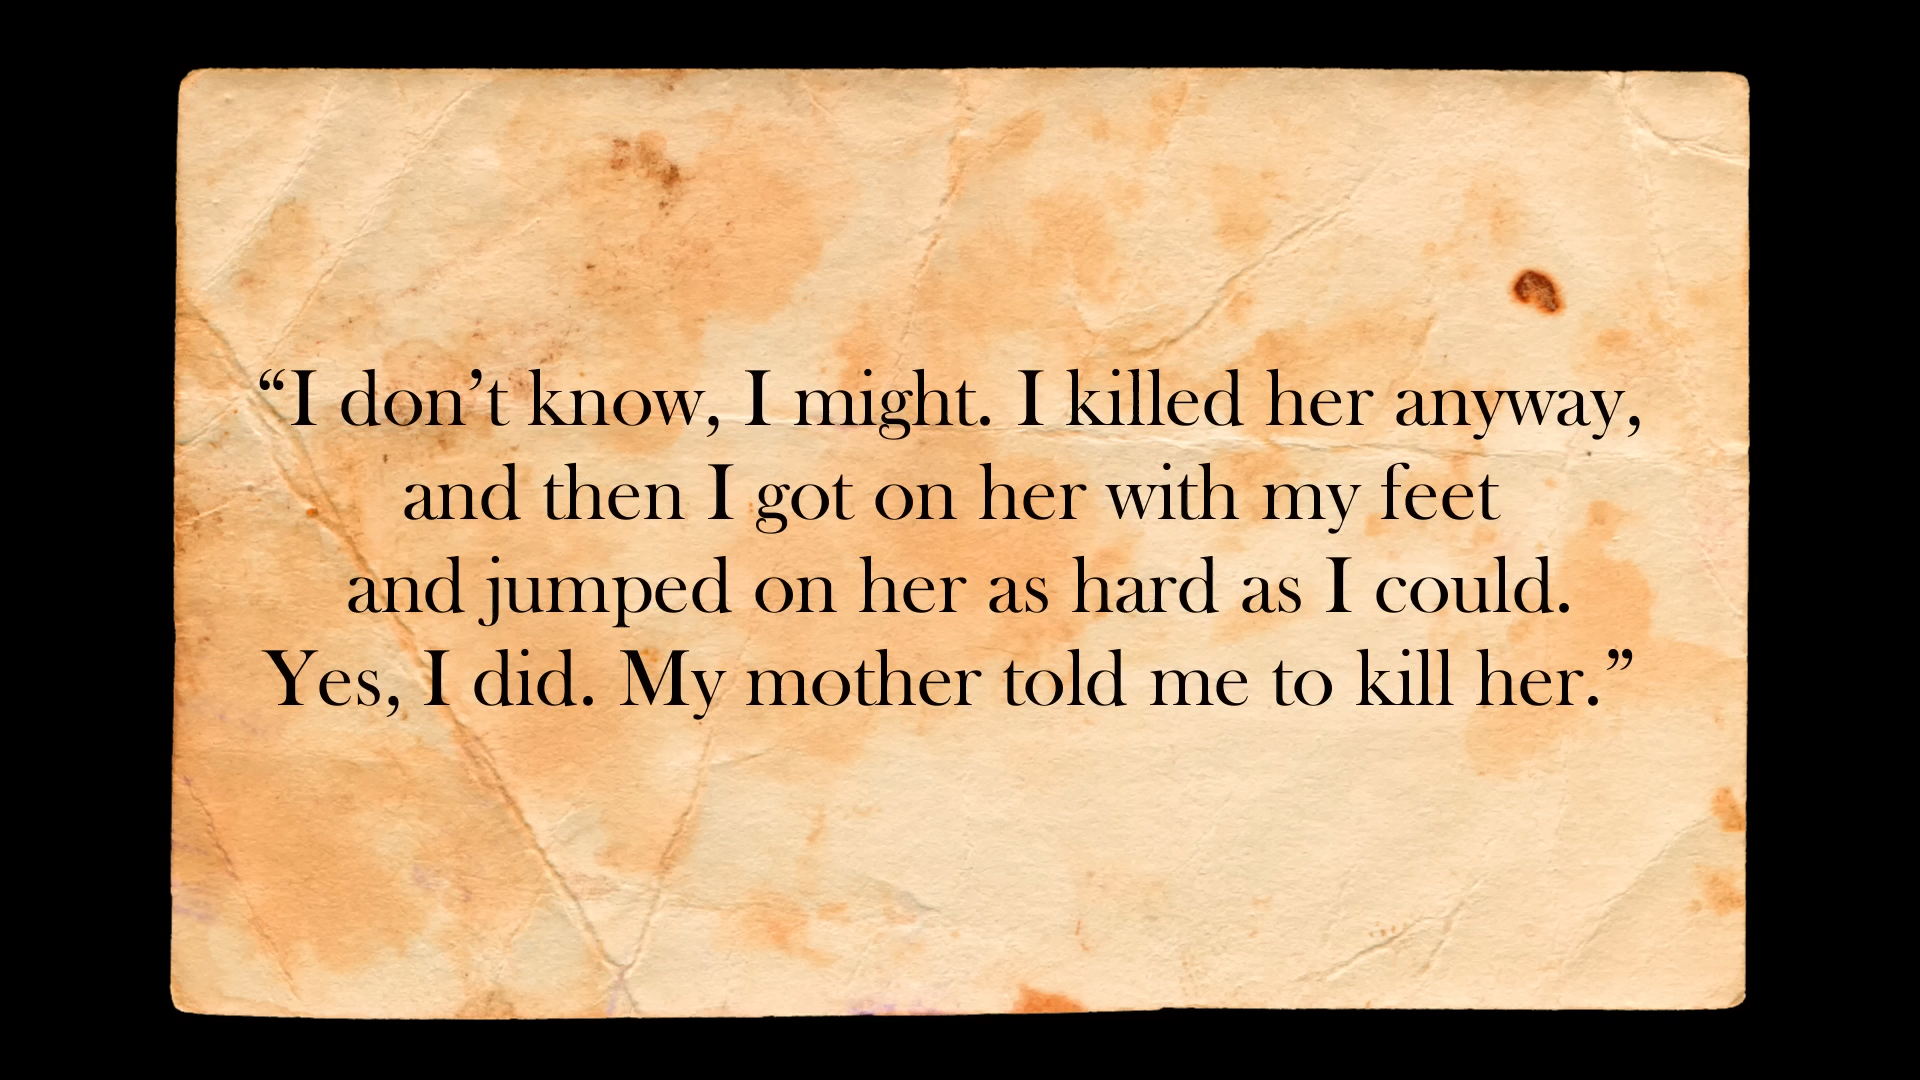 “I don’t know, I might. I killed her anyway,
and then I got on her with my feet
and jumped on her as hard as I could.
Yes, I did. My mother told me to kill her.”